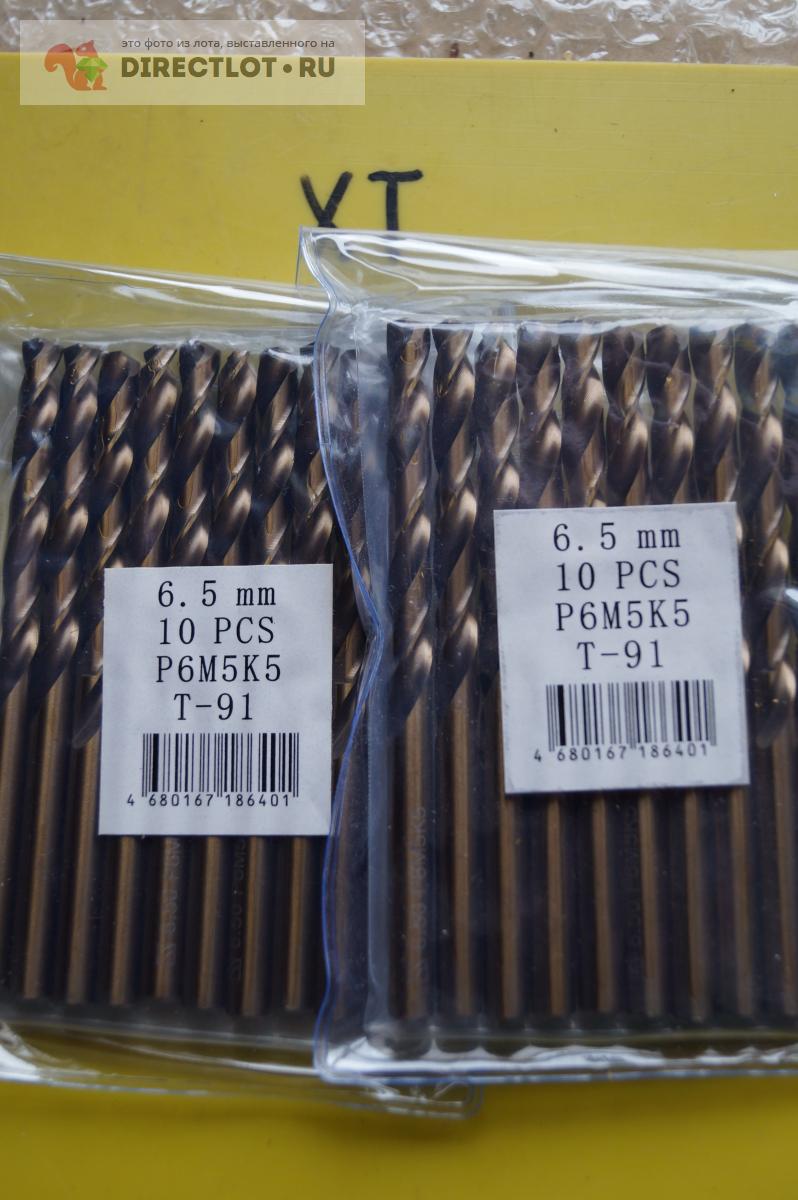 это фото из лота, выставленного на
DIRECTLOT.RU
XT
6.5 mm
10 PCS
P6M5K5
T-91
4 680167 186401
6.5 mm
10 PCS
P6M5K5
T-91
4 680167 186401